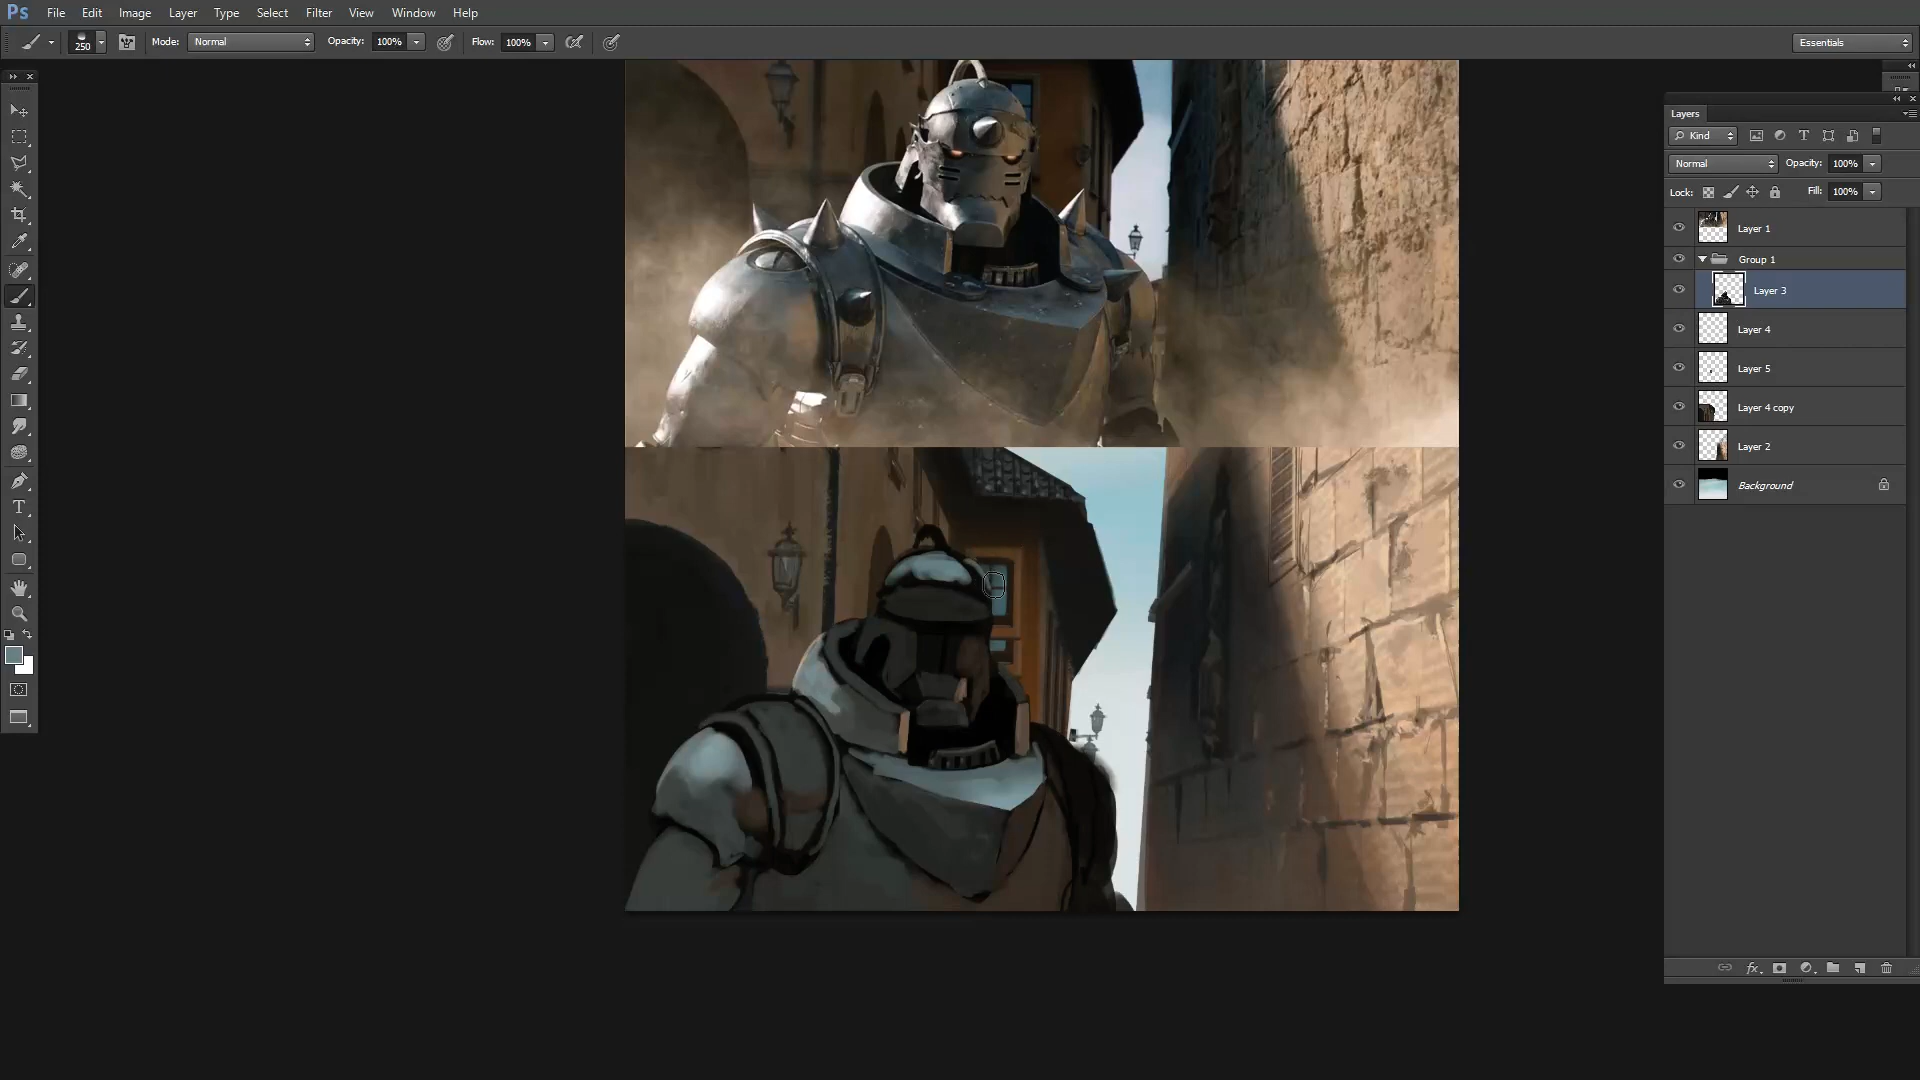 Ps File Edit Image Layer Type Select Filter View Window Help
250 Mode: Normal Opacity: 100% Flow: 100% Essentials
Layers
Kind
Normal Opacity: 100%
Lock: Fill: 100%
Layer 1
Group 1
Layer 3
Layer 4
Layer 5
Layer 4 copy
Layer 2
Background
T
fx